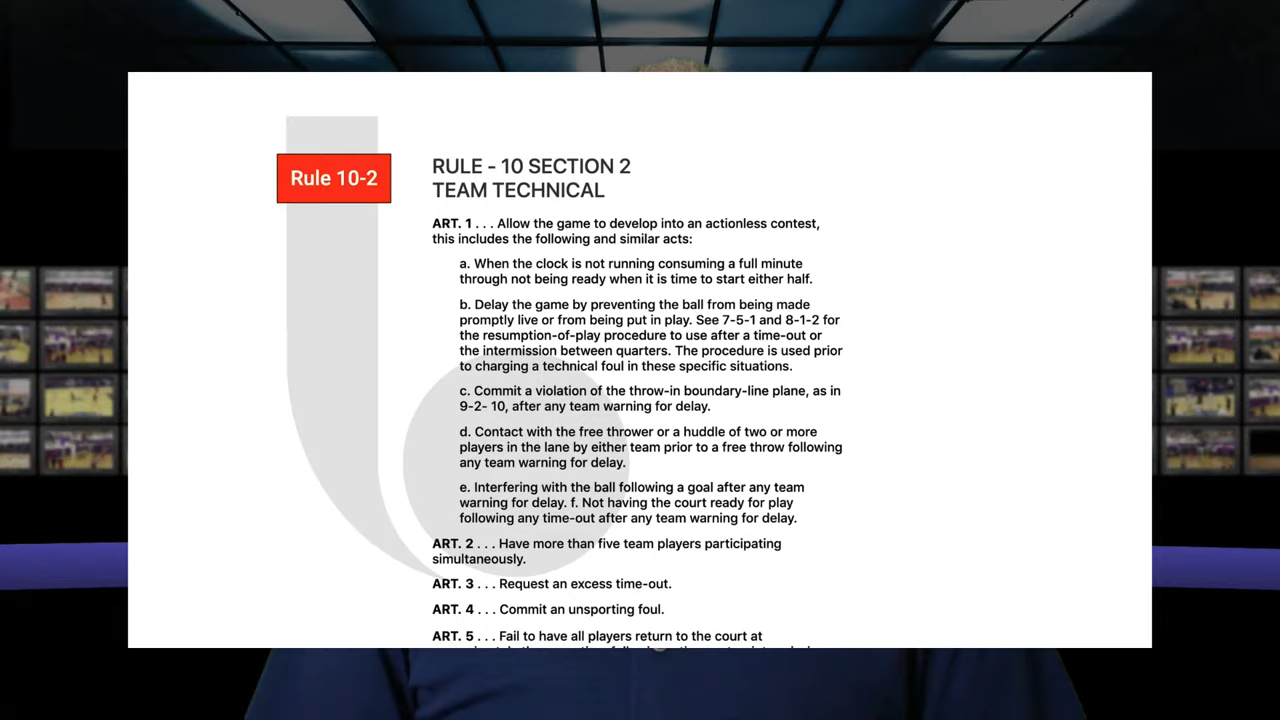 Rule 10-2
RULE - 10 SECTION 2
TEAM TECHNICAL
ART. 1 . . . Allow the game to develop into an actionless contest,
this includes the following and similar acts:
a. When the clock is not running consuming a full minute
through not being ready when it is time to start either half.
b. Delay the game by preventing the ball from being made
promptly live or from being put in play. See 7-5-1 and 8-1-2 for
the resumption-of-play procedure to use after a time-out or
the intermission between quarters. The procedure is used prior
to charging a technical foul in these specific situations.
c. Commit a violation of the throw-in boundary-line plane, as in
9-2- 10, after any team warning for delay.
d. Contact with the free thrower or a huddle of two or more
players in the lane by either team prior to a free throw following
any team warning for delay.
e. Interfering with the ball following a goal after any team
warning for delay. f. Not having the court ready for play
following any time-out after any team warning for delay.
ART. 2 . . . Have more than five team players participating
simultaneously.
ART. 3 . . . Request an excess time-out.
ART. 4 . . . Commit an unsporting foul.
ART. 5 . . . Fail to have all players return to the court at